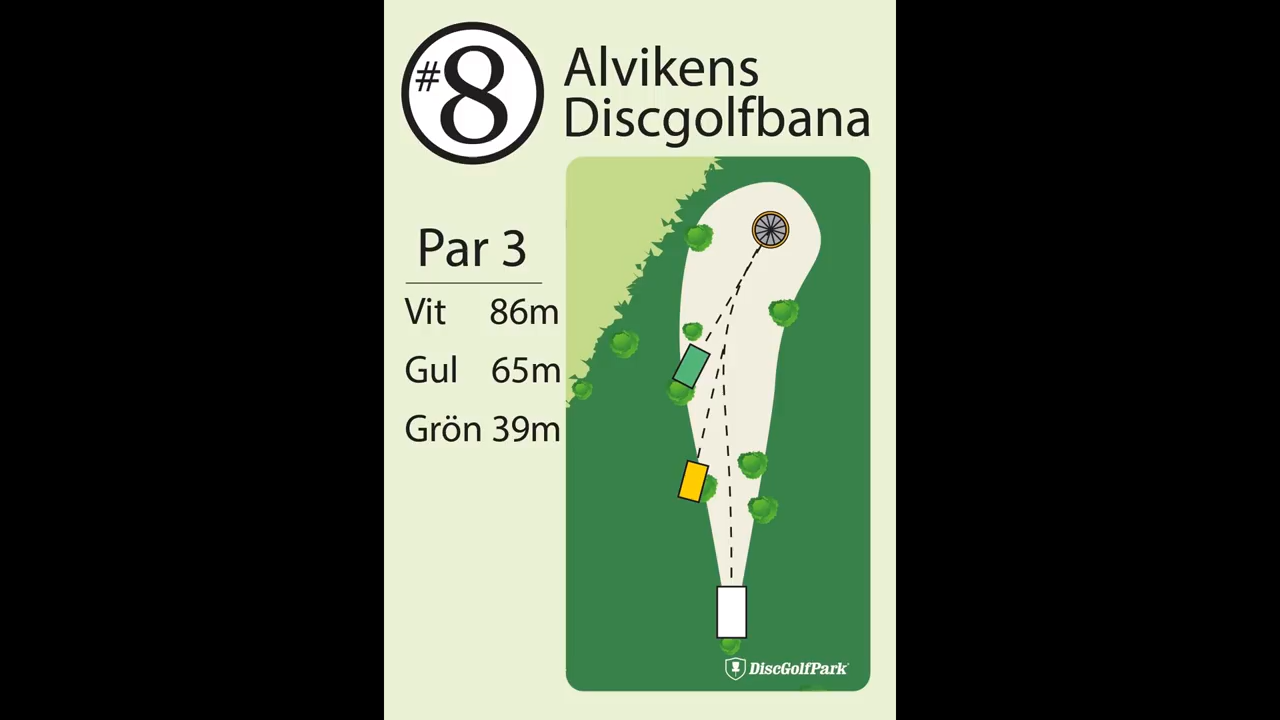 #8
Alvikens
Discgolfbana
Par 3
Vit 86m
Gul 65m
Grön 39m
DiscGolfPark